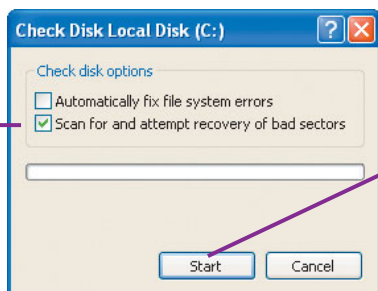 Check Disk Local Disk (C:)
Check disk options
Automatically fix file system errors
Scan for and attempt recovery of bad sectors
Start Cancel